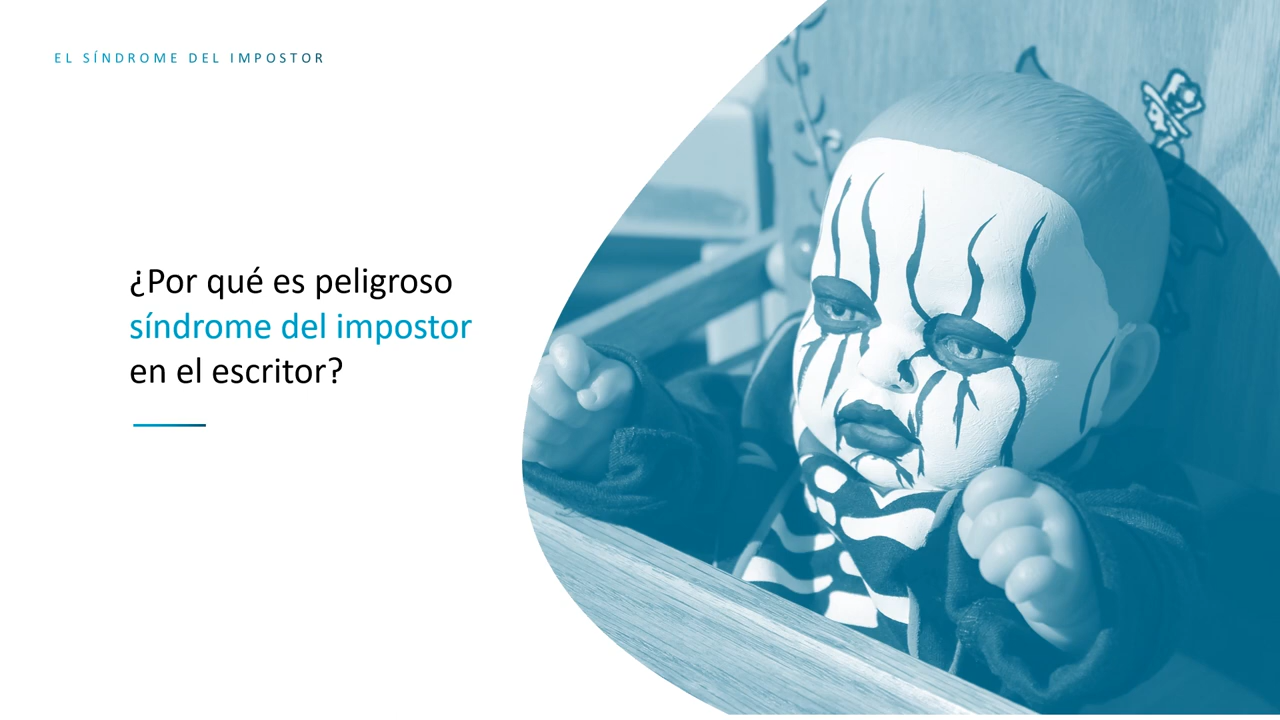 EL SÍNDROME DEL IMPOSTOR
¿Por qué es peligroso
síndrome del impostor
en el escritor?